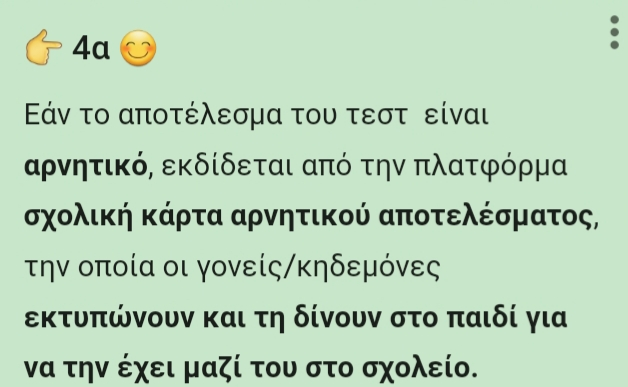 👉 4α 😊
Εάν το αποτέλεσμα του τεστ είναι
αρνητικό, εκδίδεται από την πλατφόρμα
σχολική κάρτα αρνητικού αποτελέσματος,
την οποία οι γονείς/κηδεμόνες
εκτυπώνουν και τη δίνουν στο παιδί για
να την έχει μαζί του στο σχολείο.